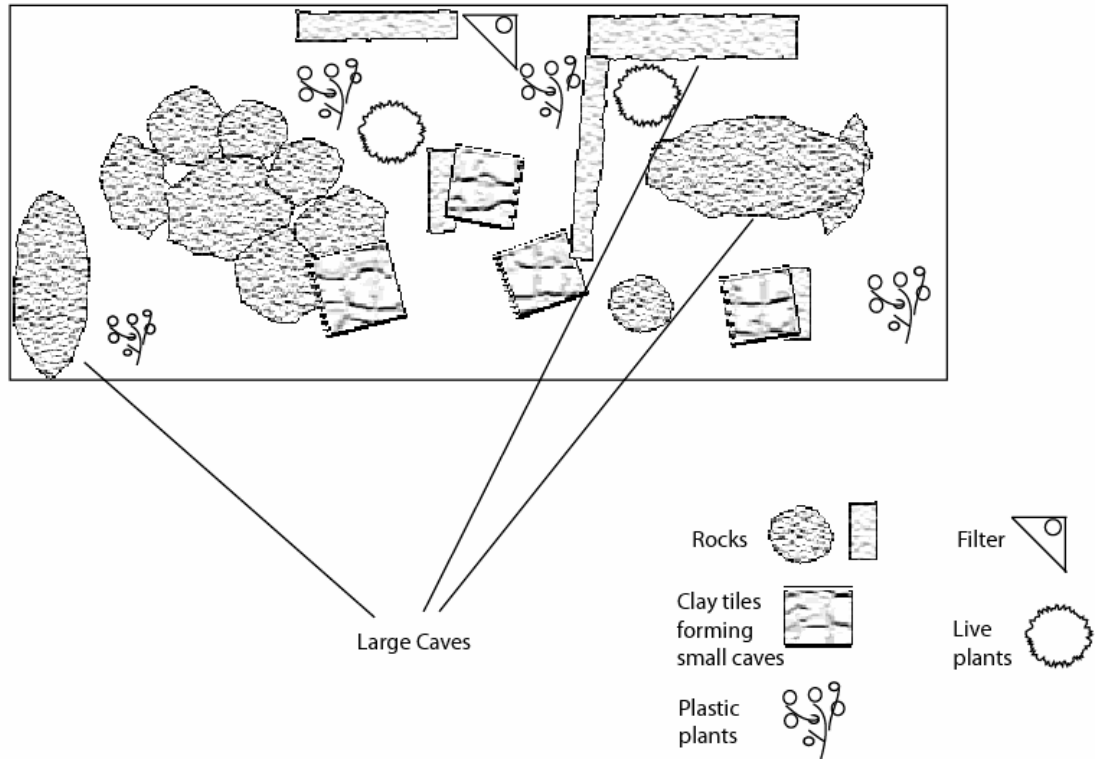 Large Caves
Rocks
Filter
Clay tiles
forming
small caves
Live
plants
Plastic
plants